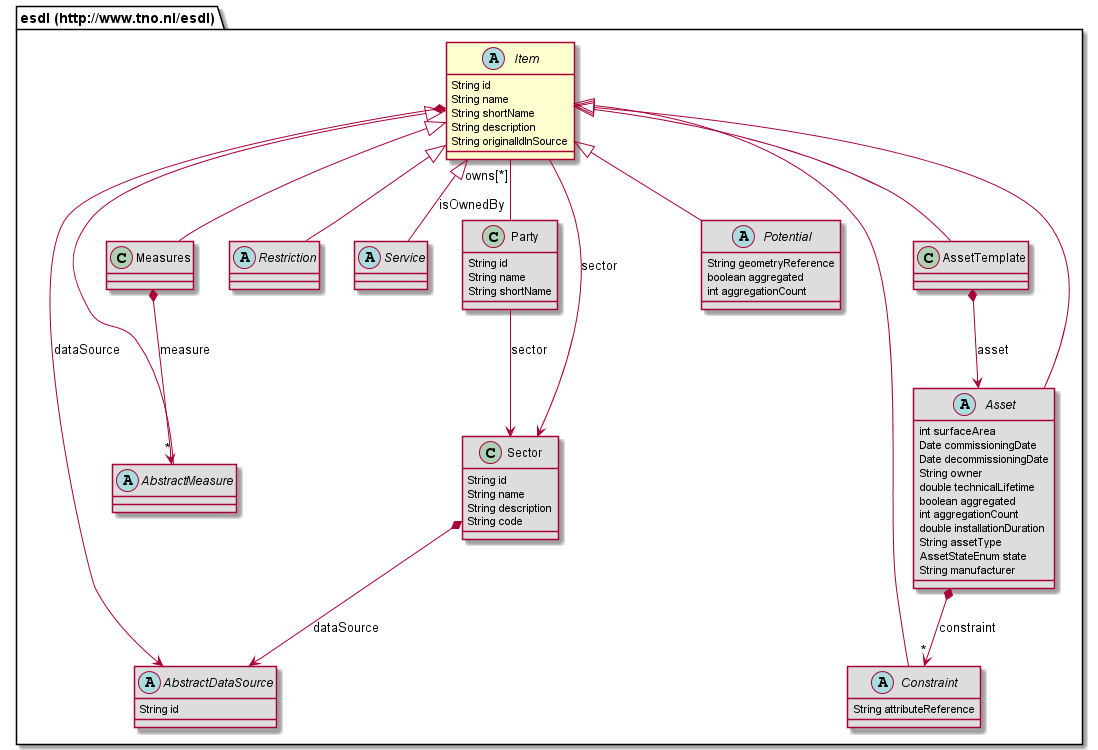 esdl (http://www.tno.nl/esdl)
A Item
String id
String name
String shortName
String description
String originalIdInSource
owns[*]
isOwnedBy
C Measures
A Restriction
A Service
C Party
String id
String name
String shortName
sector
A Potential
String geometryReference
boolean aggregated
int aggregationCount
C AssetTemplate
dataSource
measure
sector
asset
*
A AbstractMeasure
C Sector
String id
String name
String description
String code
A Asset
int surfaceArea
Date commissioningDate
Date decommissioningDate
String owner
double technicalLifetime
boolean aggregated
int aggregationCount
double installationDuration
String assetType
AssetStateEnum state
String manufacturer
dataSource
constraint
*
A AbstractDataSource
String id
A Constraint
String attributeReference